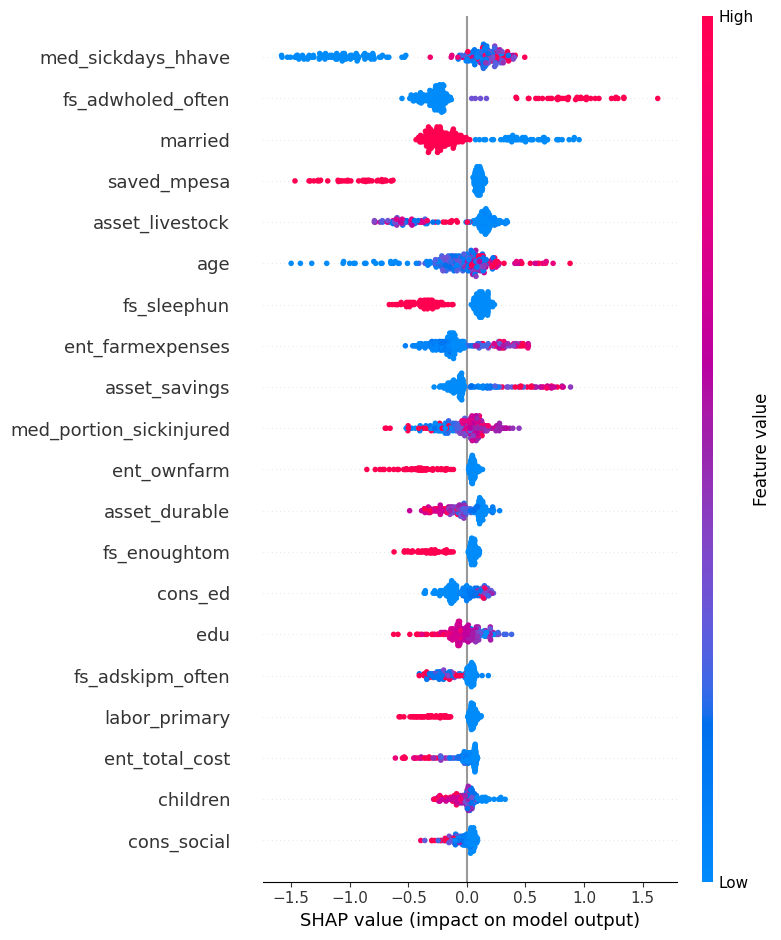 High
med_sickdays_hhave
fs_adwholed_often
married
saved_mpesa
asset_livestock
age
fs_sleephun
ent_farmexpenses
asset_savings
med_portion_sickinjured
ent_ownfarm
asset_durable
fs_enoughtom
cons_ed
edu
fs_adskipm_often
labor_primary
ent_total_cost
children
cons_social
Feature value
Low
−1.5 −1.0 −0.5 0.0 0.5 1.0 1.5
SHAP value (impact on model output)